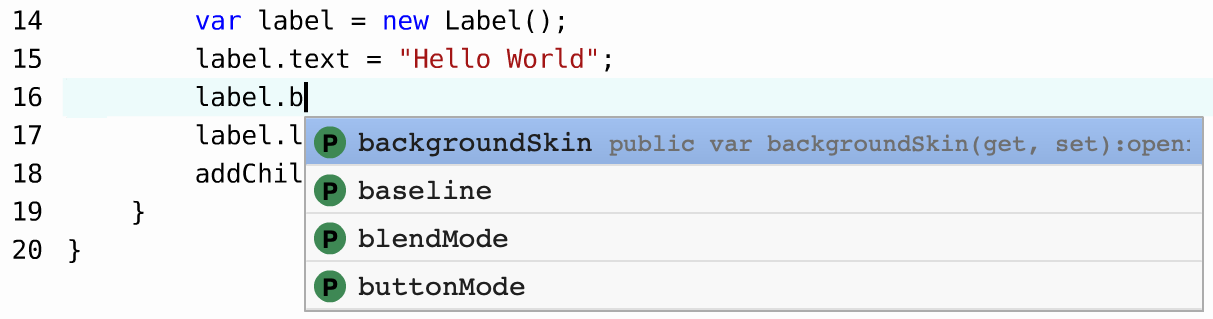 14 var label = new Label();
15 label.text = "Hello World";
16 label.b
17 label.l
18 addChil
19 }
20 }
P backgroundSkin public var backgroundSkin(get, set):open:
P baseline
P blendMode
P buttonMode